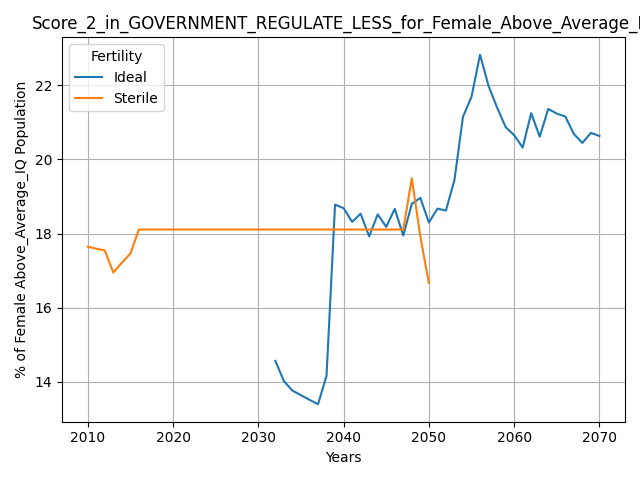 Score_2_in_GOVERNMENT_REGULATE_LESS_for_Female_Above_Average_
Fertility
Ideal
Sterile
% of Female Above_Average_IQ Population
22
20
18
16
14
2010 2020 2030 2040 2050 2060 2070
Years